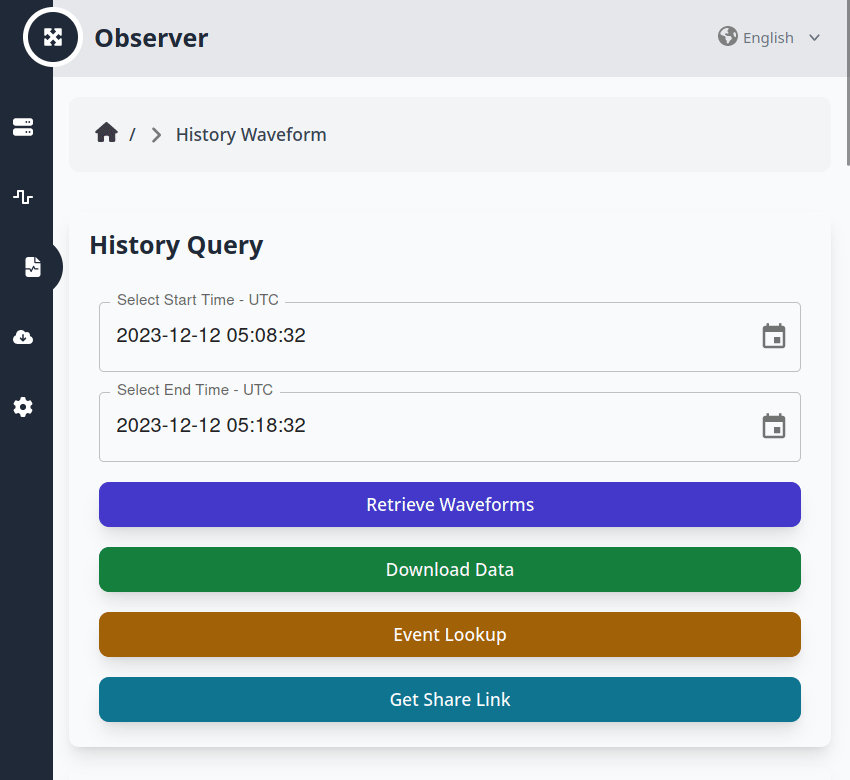 Observer
English
/ History Waveform
History Query
Select Start Time - UTC
2023-12-12 05:08:32
Select End Time - UTC
2023-12-12 05:18:32
Retrieve Waveforms
Download Data
Event Lookup
Get Share Link